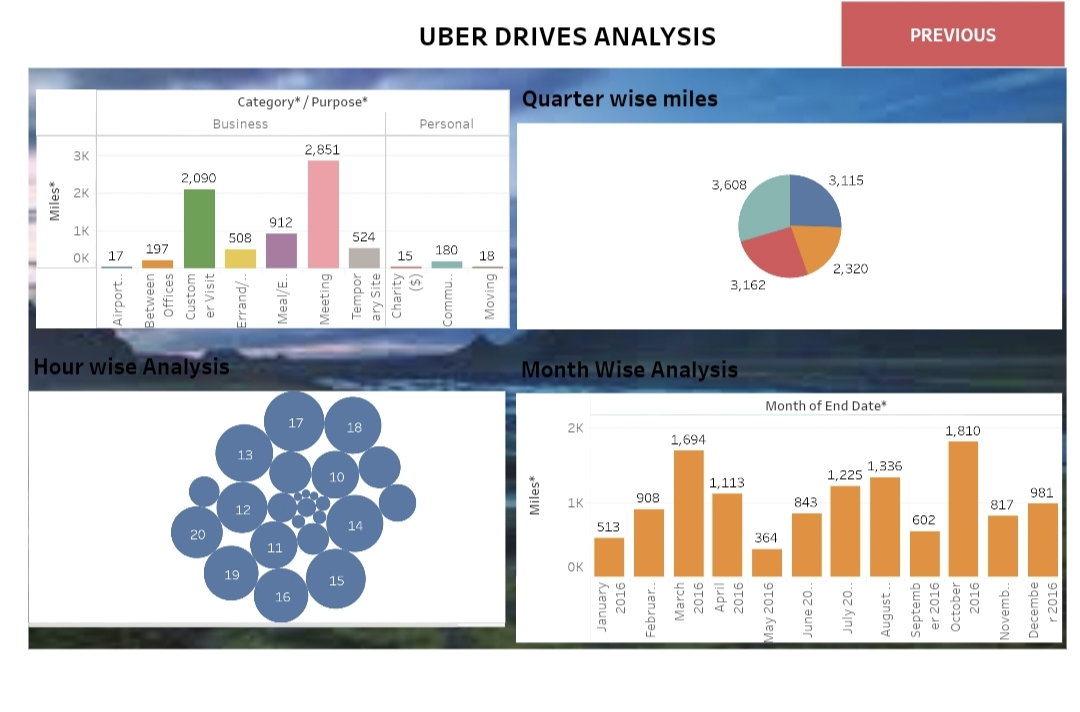 UBER DRIVES ANALYSIS
PREVIOUS
Category* / Purpose*
Business
Personal
Miles*
3K
2K
1K
0K
17
197
2,090
508
912
2,851
524
15
180
18
Airport..
Between
Offices
Custom
er Visit
Errand/..
Meal/E..
Meeting
Tempor
ary Site
Charity
($)
Commu..
Moving
Quarter wise miles
3,608
3,115
2,320
3,162
Hour wise Analysis
17
18
13
10
12
14
20
11
19
15
16
Month Wise Analysis
Month of End Date*
Miles*
2K
1K
0K
513
908
1,694
1,113
364
843
1,225
1,336
602
1,810
817
981
January
2016
Februar..
March
2016
April
2016
May 2016
June 20..
July 20..
August..
Septemb
er 2016
October
2016
Novemb..
Decembe
r 2016